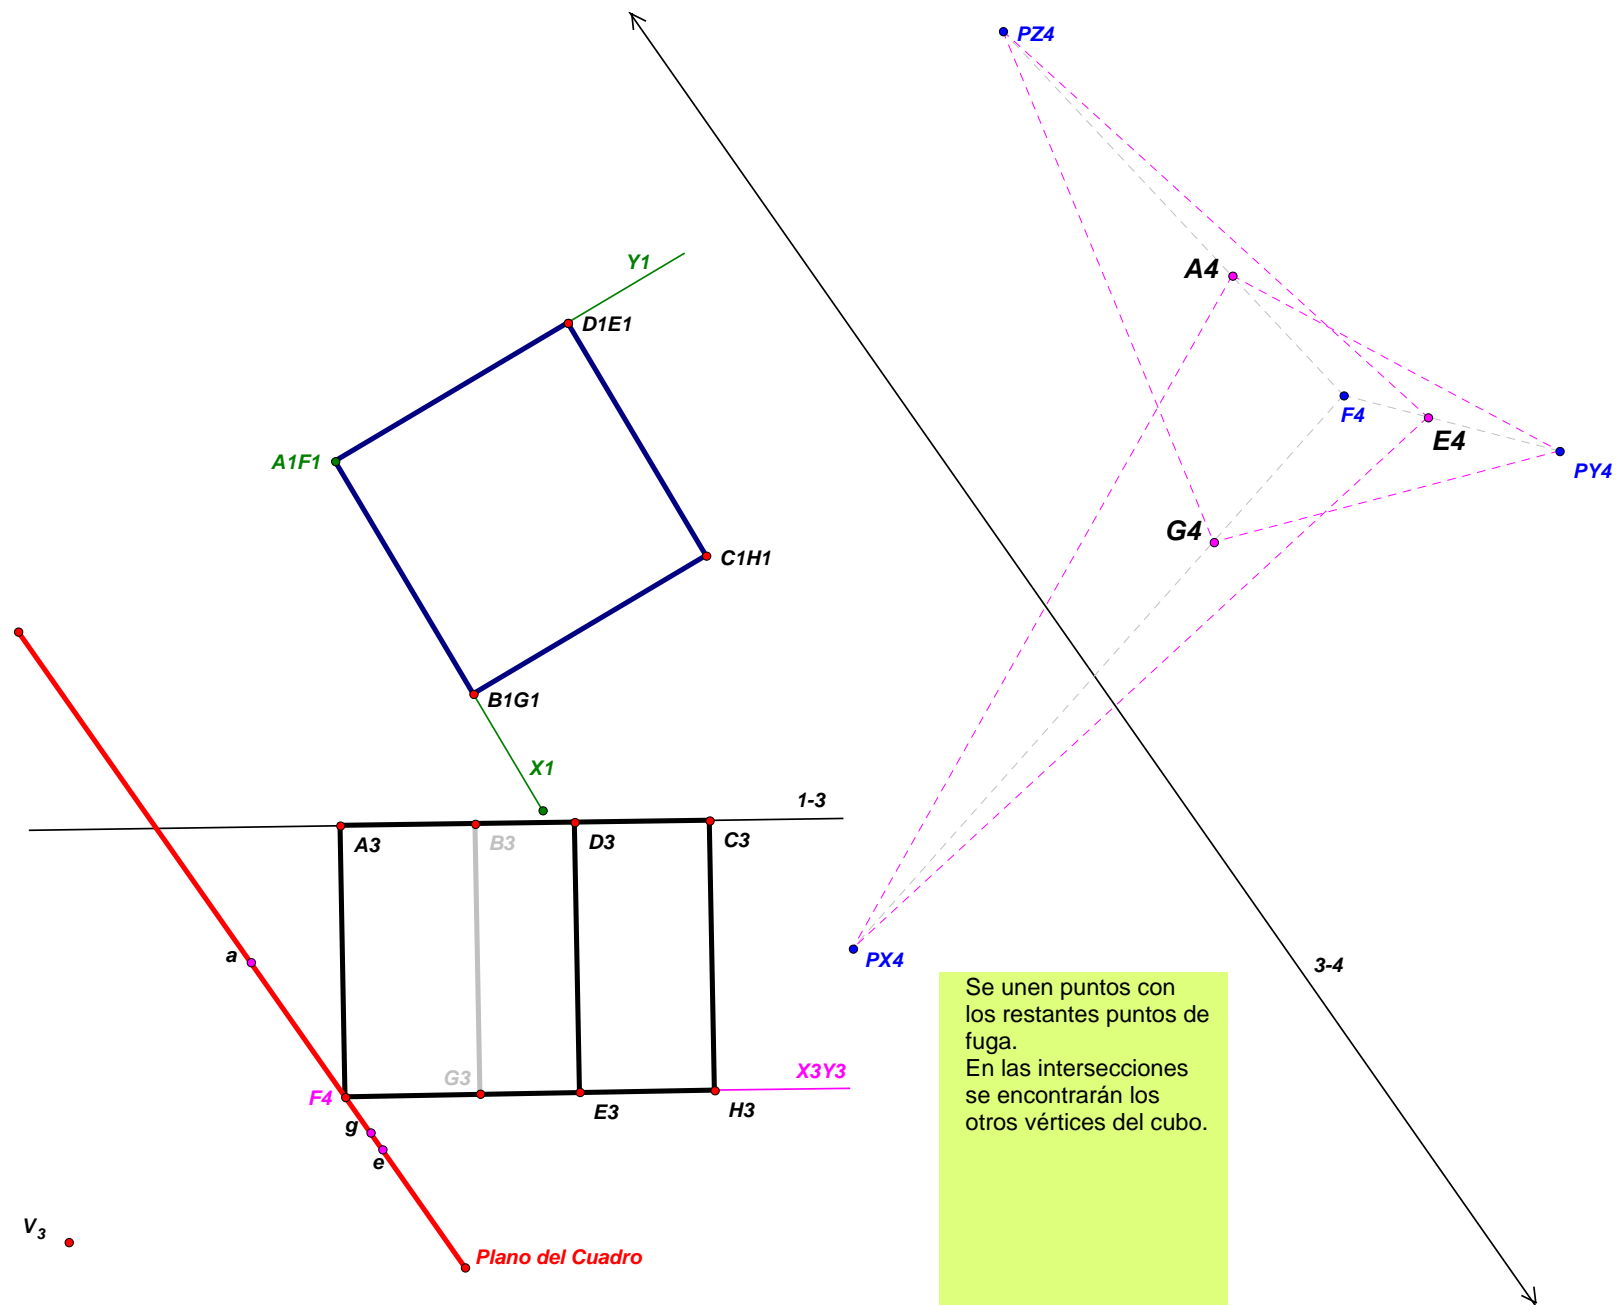 PZ4
Y1
A4
D1E1
F4
E4
A1F1
PY4
G4
C1H1
B1G1
X1
1-3
A3
B3
D3
C3
a
PX4
3-4
Se unen puntos con
los restantes puntos de
fuga.
En las intersecciones
se encontrarán los
otros vértices del cubo.
G3
X3Y3
F4
E3
H3
g
e
V3
Plano del Cuadro